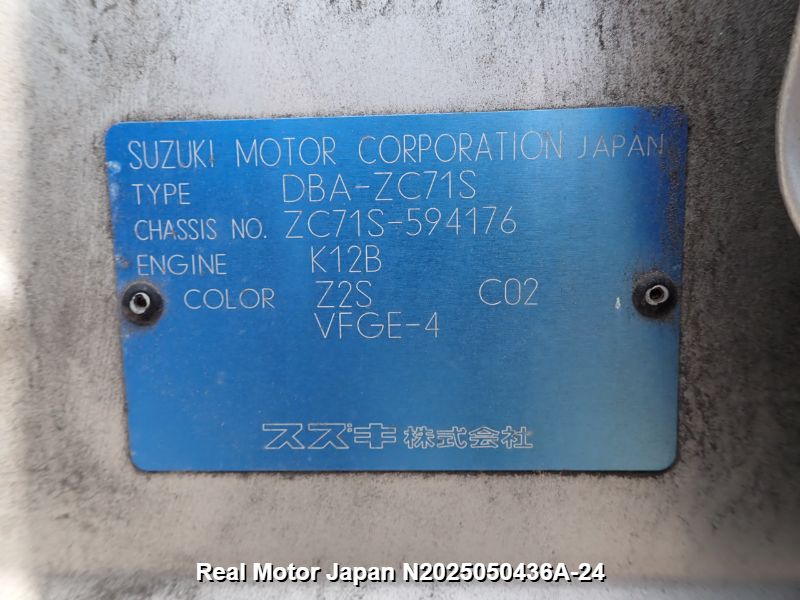 SUZUKI MOTOR CORPORATION JAPAN
TYPE DBA-ZC71S
CHASSIS NO. ZC71S-594176
ENGINE K12B
COLOR Z2S C02
VFGE-4
スズキ株式会社
Real Motor Japan N2025050436A-24